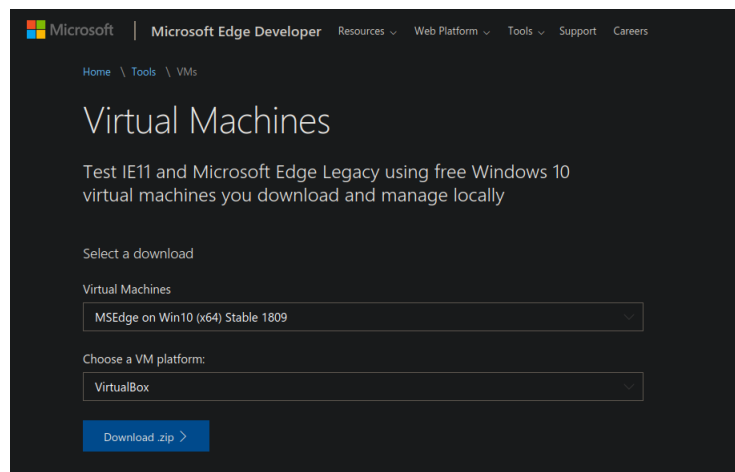 Microsoft | Microsoft Edge Developer Resources Web Platform Tools Support Careers
Home \ Tools \ VMs
Virtual Machines
Test IE11 and Microsoft Edge Legacy using free Windows 10
virtual machines you download and manage locally
Select a download
Virtual Machines
MSEdge on Win10 (x64) Stable 1809
Choose a VM platform:
VirtualBox
Download .zip